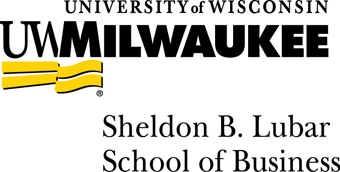 UNIVERSITY of WISCONSIN
UWMILWAUKEE
®
Sheldon B. Lubar
School of Business